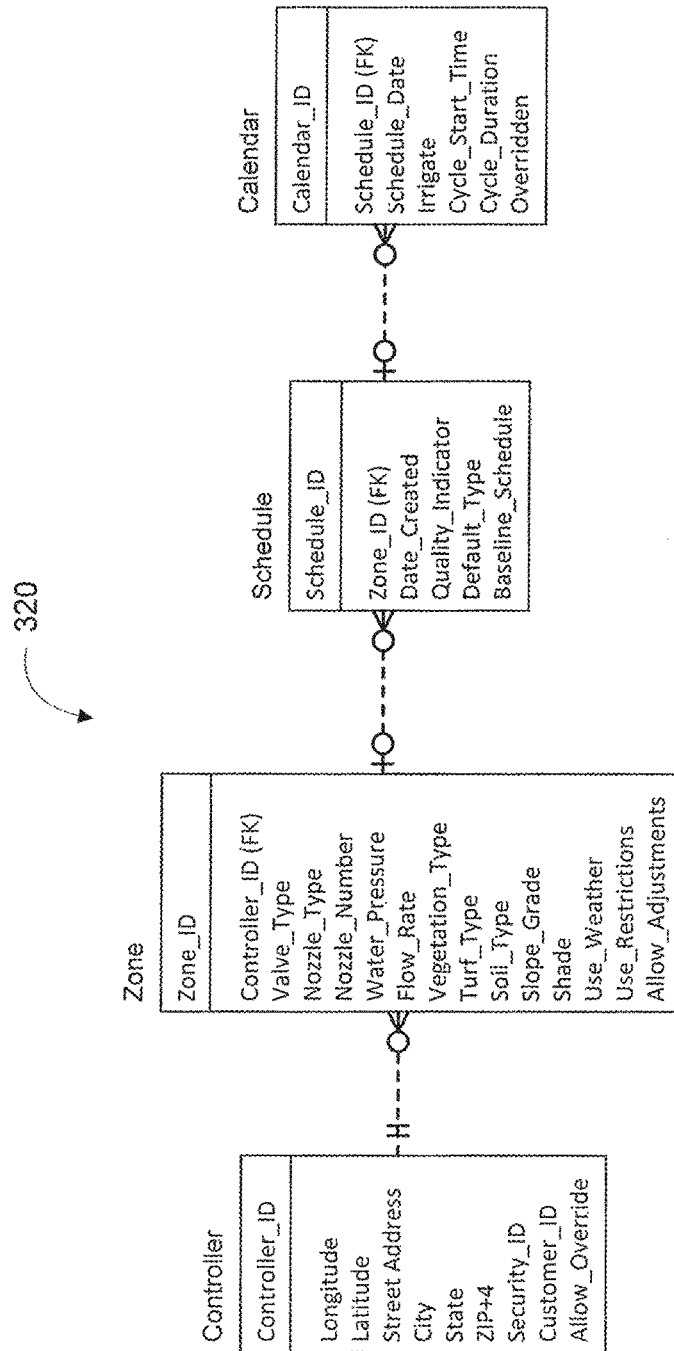 320
Controller
Controller_ID
Longitude
Latitude
Street Address
City
State
ZIP+4
Security_ID
Customer_ID
Allow_Override
Zone
Zone_ID
Controller_ID (FK)
Valve_Type
Nozzle_Type
Nozzle_Number
Water_Pressure
Flow_Rate
Vegetation_Type
Turf_Type
Soil_Type
Slope_Grade
Shade
Use_Weather
Use_Restrictions
Allow_Adjustments
Schedule
Schedule_ID
Zone_ID (FK)
Date_Created
Quality_Indicator
Default_Type
Baseline_Schedule
Calendar
Calendar_ID
Schedule_ID (FK)
Schedule_Date
Irrigate
Cycle_Start_Time
Cycle_Duration
Overridden